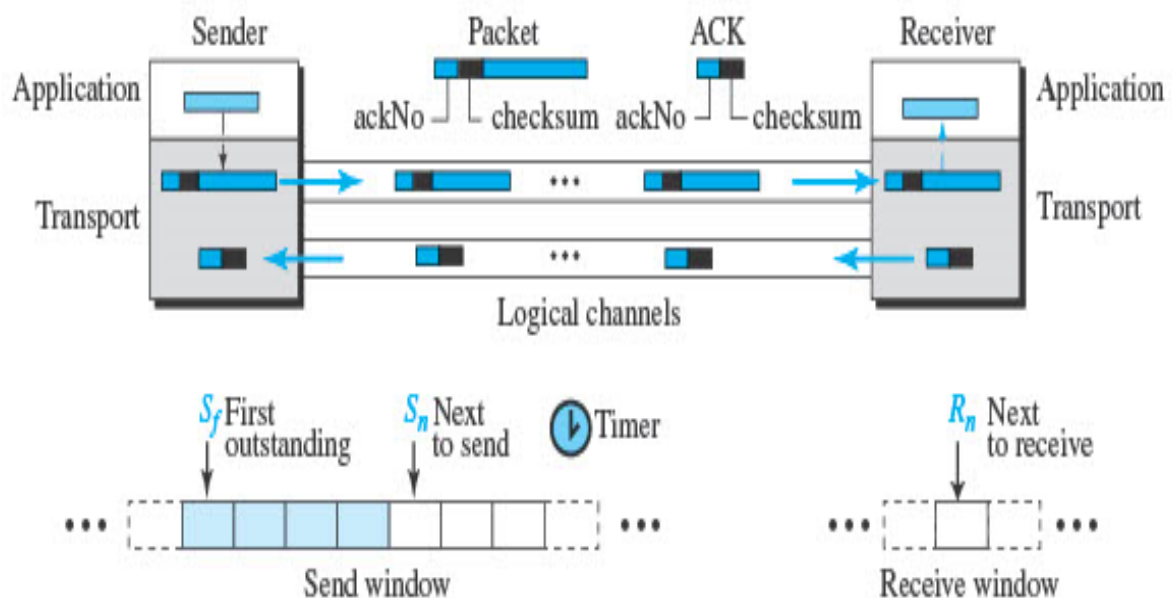 Sender
Packet
ACK
Receiver
Application
Application
ackNo
checksum
ackNo
checksum
Transport
Transport
Logical channels
Sf First
outstanding
Sn Next
to send
Timer
Rn Next
to receive
Send window
Receive window